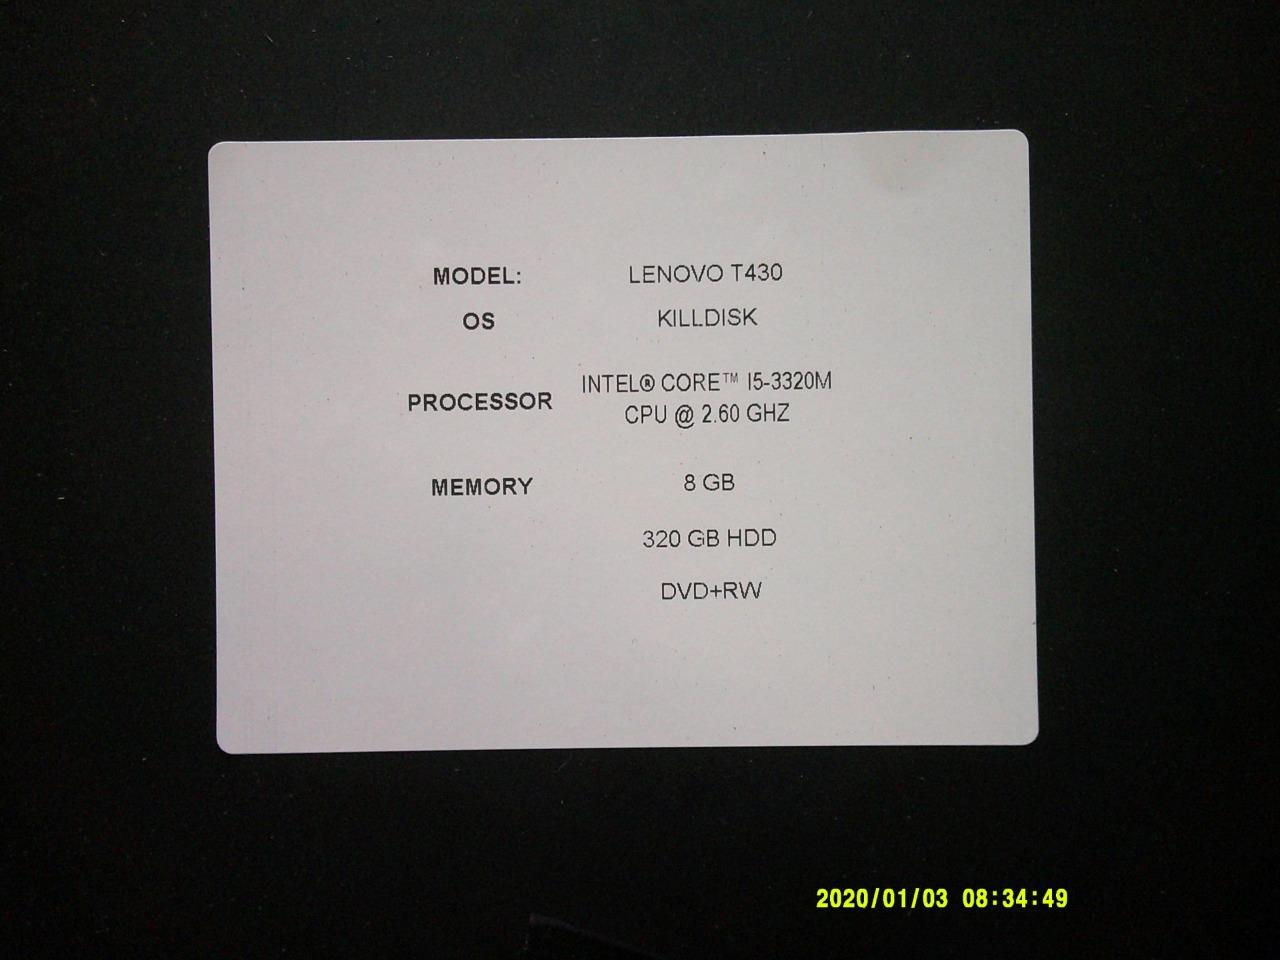 MODEL: LENOVO T430
OS KILLDISK
PROCESSOR INTEL® CORE™ I5-3320M
CPU @ 2.60 GHZ
MEMORY 8 GB
320 GB HDD
DVD+RW
2020/01/03 08:34:49